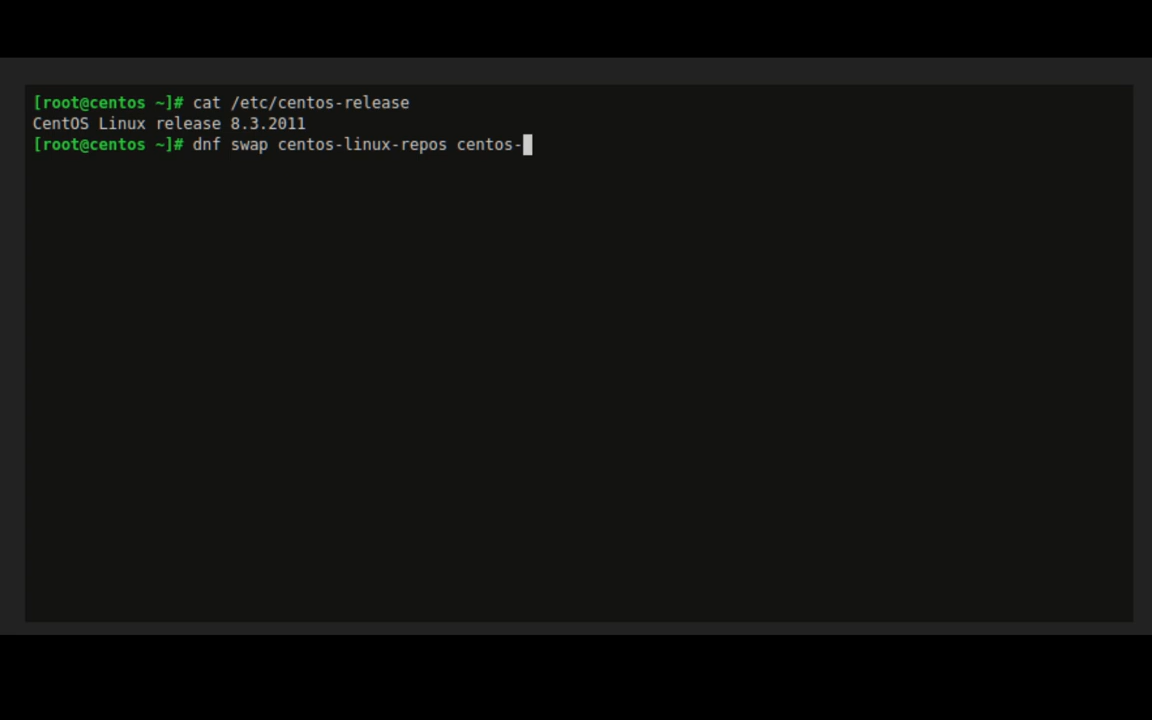 [root@centos ~]# cat /etc/centos-release
CentOS Linux release 8.3.2011
[root@centos ~]# dnf swap centos-linux-repos centos-